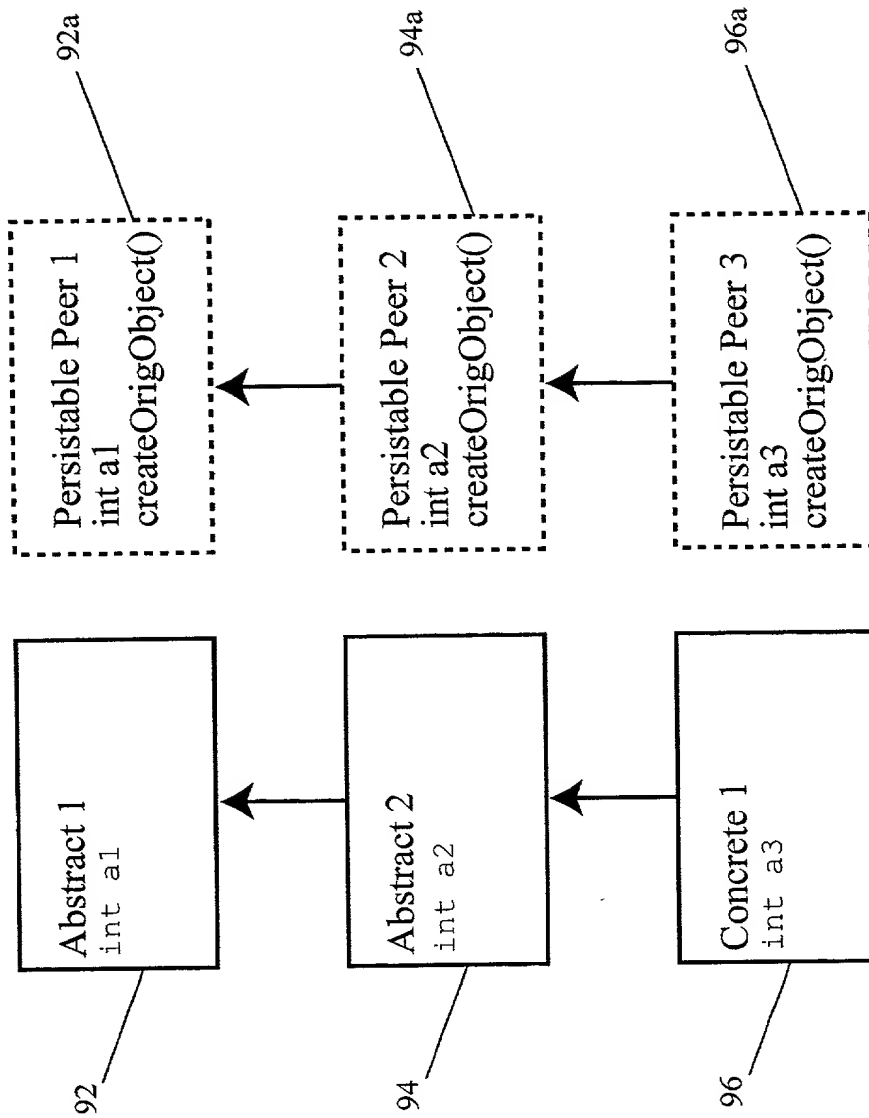 92a
Persistable Peer 1
int a1
createOrigObject()
94a
Persistable Peer 2
int a2
createOrigObject()
96a
Persistable Peer 3
int a3
createOrigObject()
Abstract 1
int a1
92
Abstract 2
int a2
94
Concrete 1
int a3
96